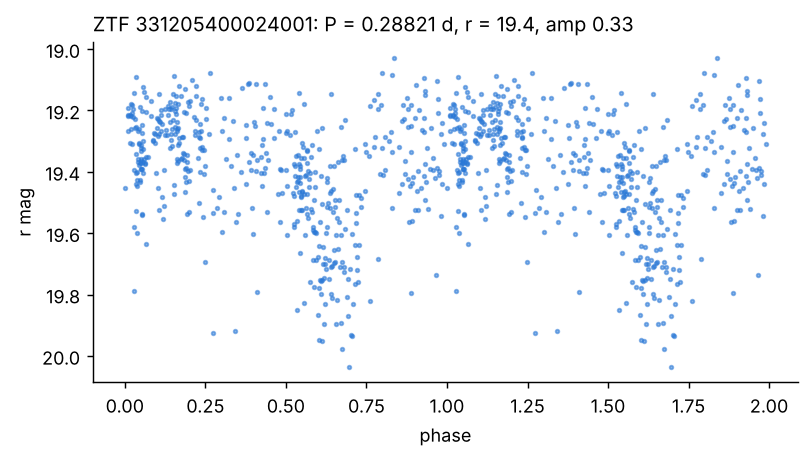 ZTF 331205400024001: P = 0.28821 d, r = 19.4, amp 0.33
19.0
19.2
19.4
19.6
19.8
20.0
r mag
0.00 0.25 0.50 0.75 1.00 1.25 1.50 1.75 2.00
phase